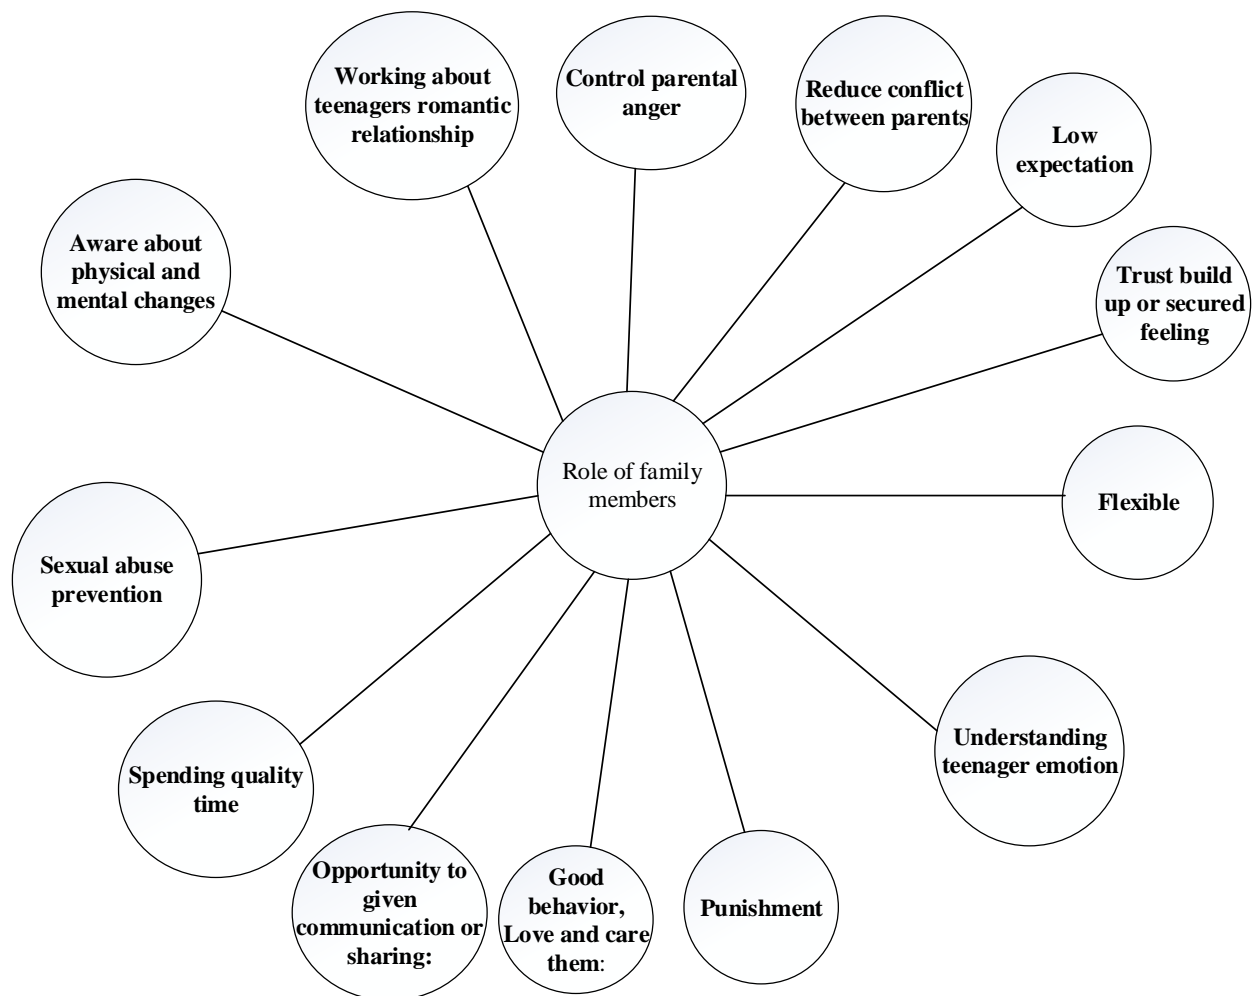 Working about
teenagers romantic
relationship
Control parental
anger
Reduce conflict
between parents
Low
expectation
Aware about
physical and
mental changes
Trust build
up or secured
feeling
Role of family
members
Flexible
Sexual abuse
prevention
Understanding
teenager emotion
Spending quality
time
Opportunity to
given
communication or
sharing:
Good
behavior,
Love and care
them:
Punishment